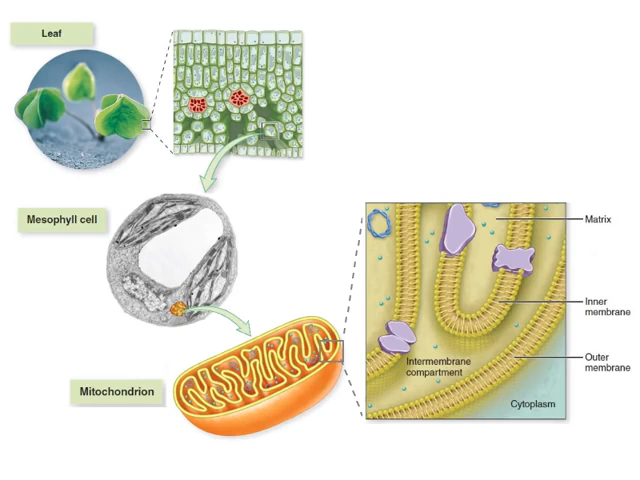 Leaf
Mesophyll cell
Mitochondrion
Matrix
Inner
membrane
Intermembrane
compartment
Outer
membrane
Cytoplasm